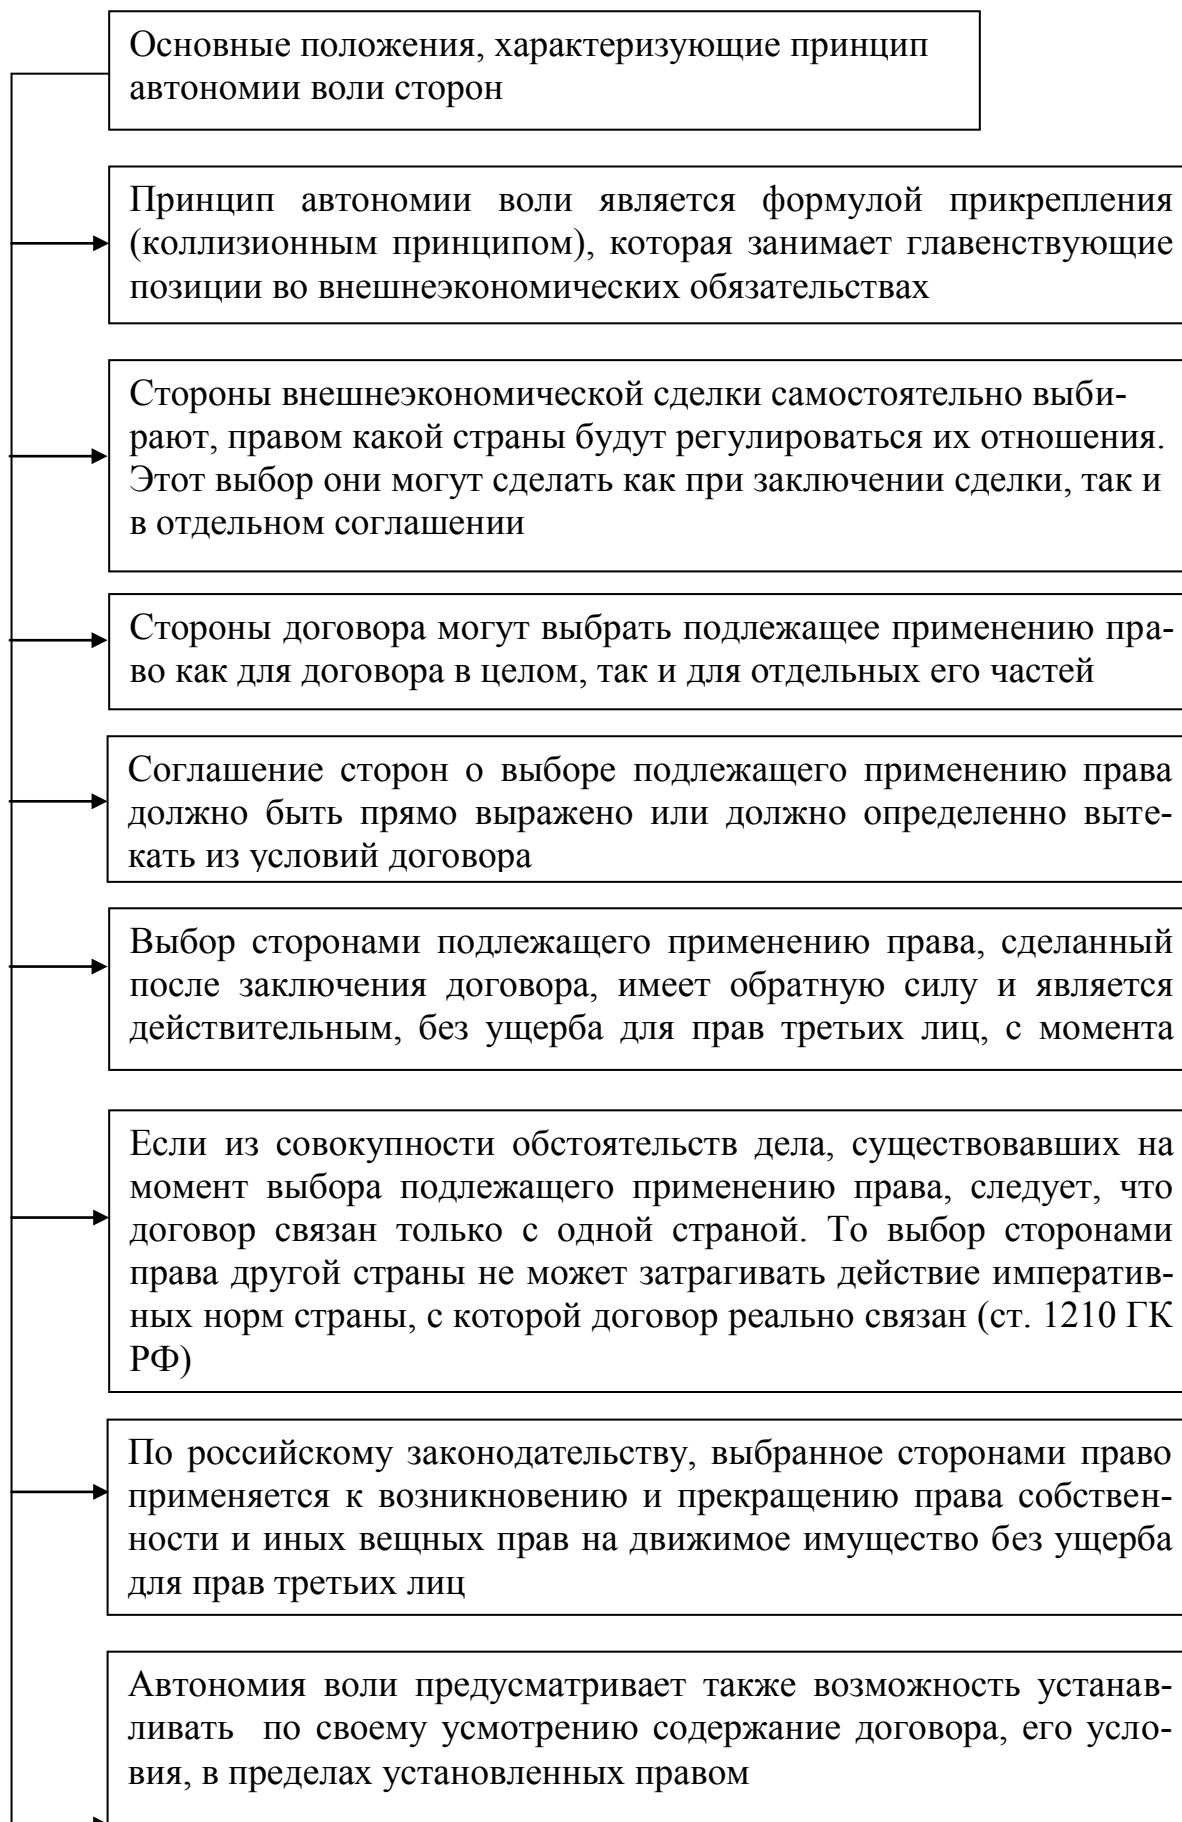 Основные положения, характеризующие принцип
автономии воли сторон
Принцип автономии воли является формулой прикрепления
(коллизионным принципом), которая занимает главенствующие
позиции во внешнеэкономических обязательствах
Стороны внешнеэкономической сделки самостоятельно выби-
рают, правом какой страны будут регулироваться их отношения.
Этот выбор они могут сделать как при заключении сделки, так и
в отдельном соглашении
Стороны договора могут выбрать подлежащее применению пра-
во как для договора в целом, так и для отдельных его частей
Соглашение сторон о выборе подлежащего применению права
должно быть прямо выражено или должно определенно выте-
кать из условий договора
Выбор сторонами подлежащего применению права, сделанный
после заключения договора, имеет обратную силу и является
действительным, без ущерба для прав третьих лиц, с момента
Если из совокупности обстоятельств дела, существовавших на
момент выбора подлежащего применению права, следует, что
договор связан только с одной страной. То выбор сторонами
права другой страны не может затрагивать действие императив-
ных норм страны, с которой договор реально связан (ст. 1210 ГК
РФ)
По российскому законодательству, выбранное сторонами право
применяется к возникновению и прекращению права собствен-
ности и иных вещных прав на движимое имущество без ущерба
для прав третьих лиц
Автономия воли предусматривает также возможность устанав-
ливать по своему усмотрению содержание договора, его усло-
вия, в пределах установленных правом